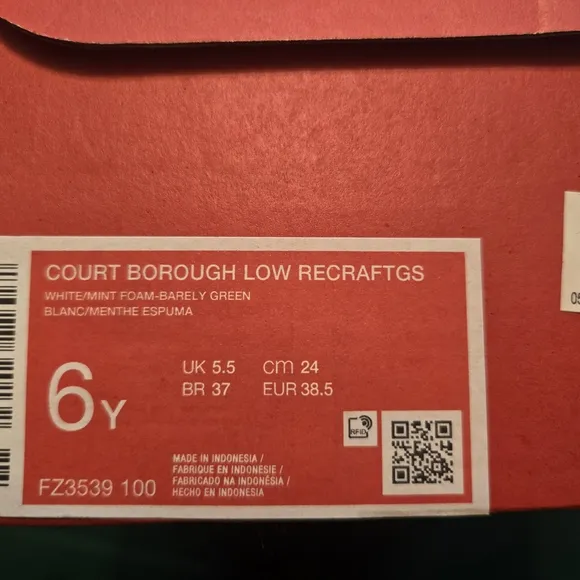 COURT BOROUGH LOW RECRAFTGS
WHITE/MINT FOAM-BARELY GREEN
BLANC/MENTHE ESPUMA
6Y
UK 5.5 cm 24
BR 37 EUR 38.5
RFID
MADE IN INDONESIA /
FABRIQUE EN INDONESIE /
FABRICADO NA INDONÉSIA /
HECHO EN INDONESIA
FZ3539 100
05